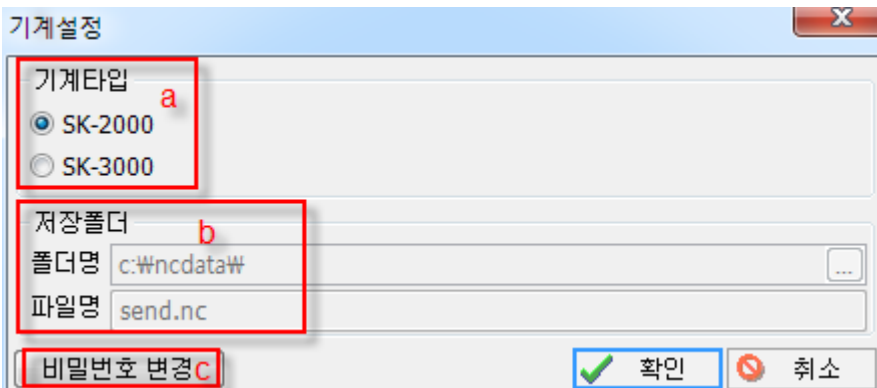 기계설정
기계타입
a
SK-2000
SK-3000
저장폴더
b
폴더명 c:₩ncdata₩ ...
파일명 send.nc
비밀번호 변경 c 확인 취소